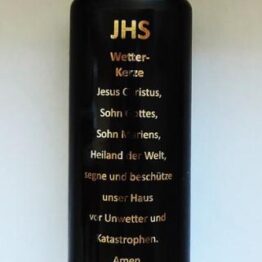 JHS
Wetter-
Kerze
Jesus Christus,
Sohn Gottes,
Sohn Mariens,
Heiland der Welt,
segne und beschütze
unser Haus
vor Unwetter und
Katastrophen.
Amen